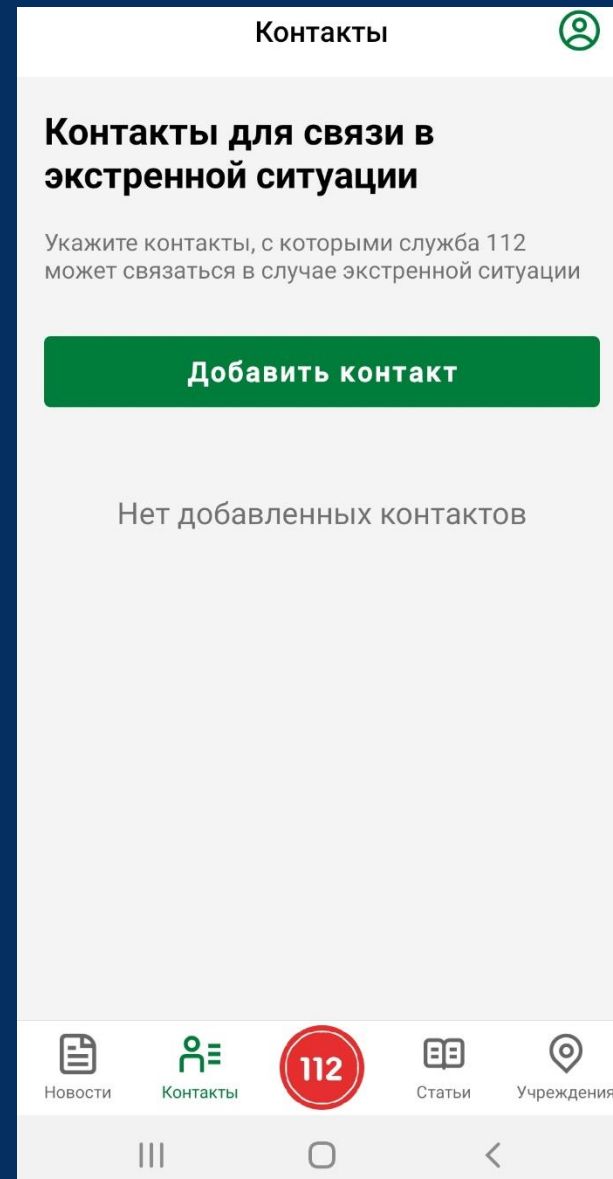 Контакты
Контакты для связи в
экстренной ситуации
Укажите контакты, с которыми служба 112
может связаться в случае экстренной ситуации
Добавить контакт
Нет добавленных контактов
112
Новости Контакты Статьи Учреждения